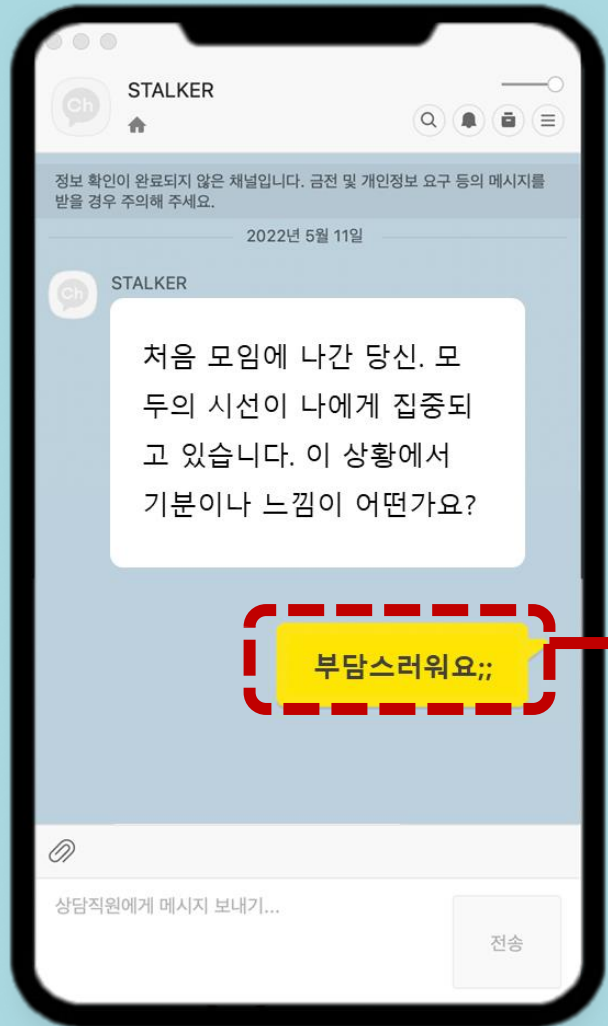 STALKER
Ch
정보 확인이 완료되지 않은 채널입니다. 금전 및 개인정보 요구 등의 메시지를
받을 경우 주의해 주세요.
2022년 5월 11일
Ch
STALKER
처음 모임에 나간 당신. 모
두의 시선이 나에게 집중되
고 있습니다. 이 상황에서
기분이나 느낌이 어떤가요?
부담스러워요;;
상담직원에게 메시지 보내기...
전송